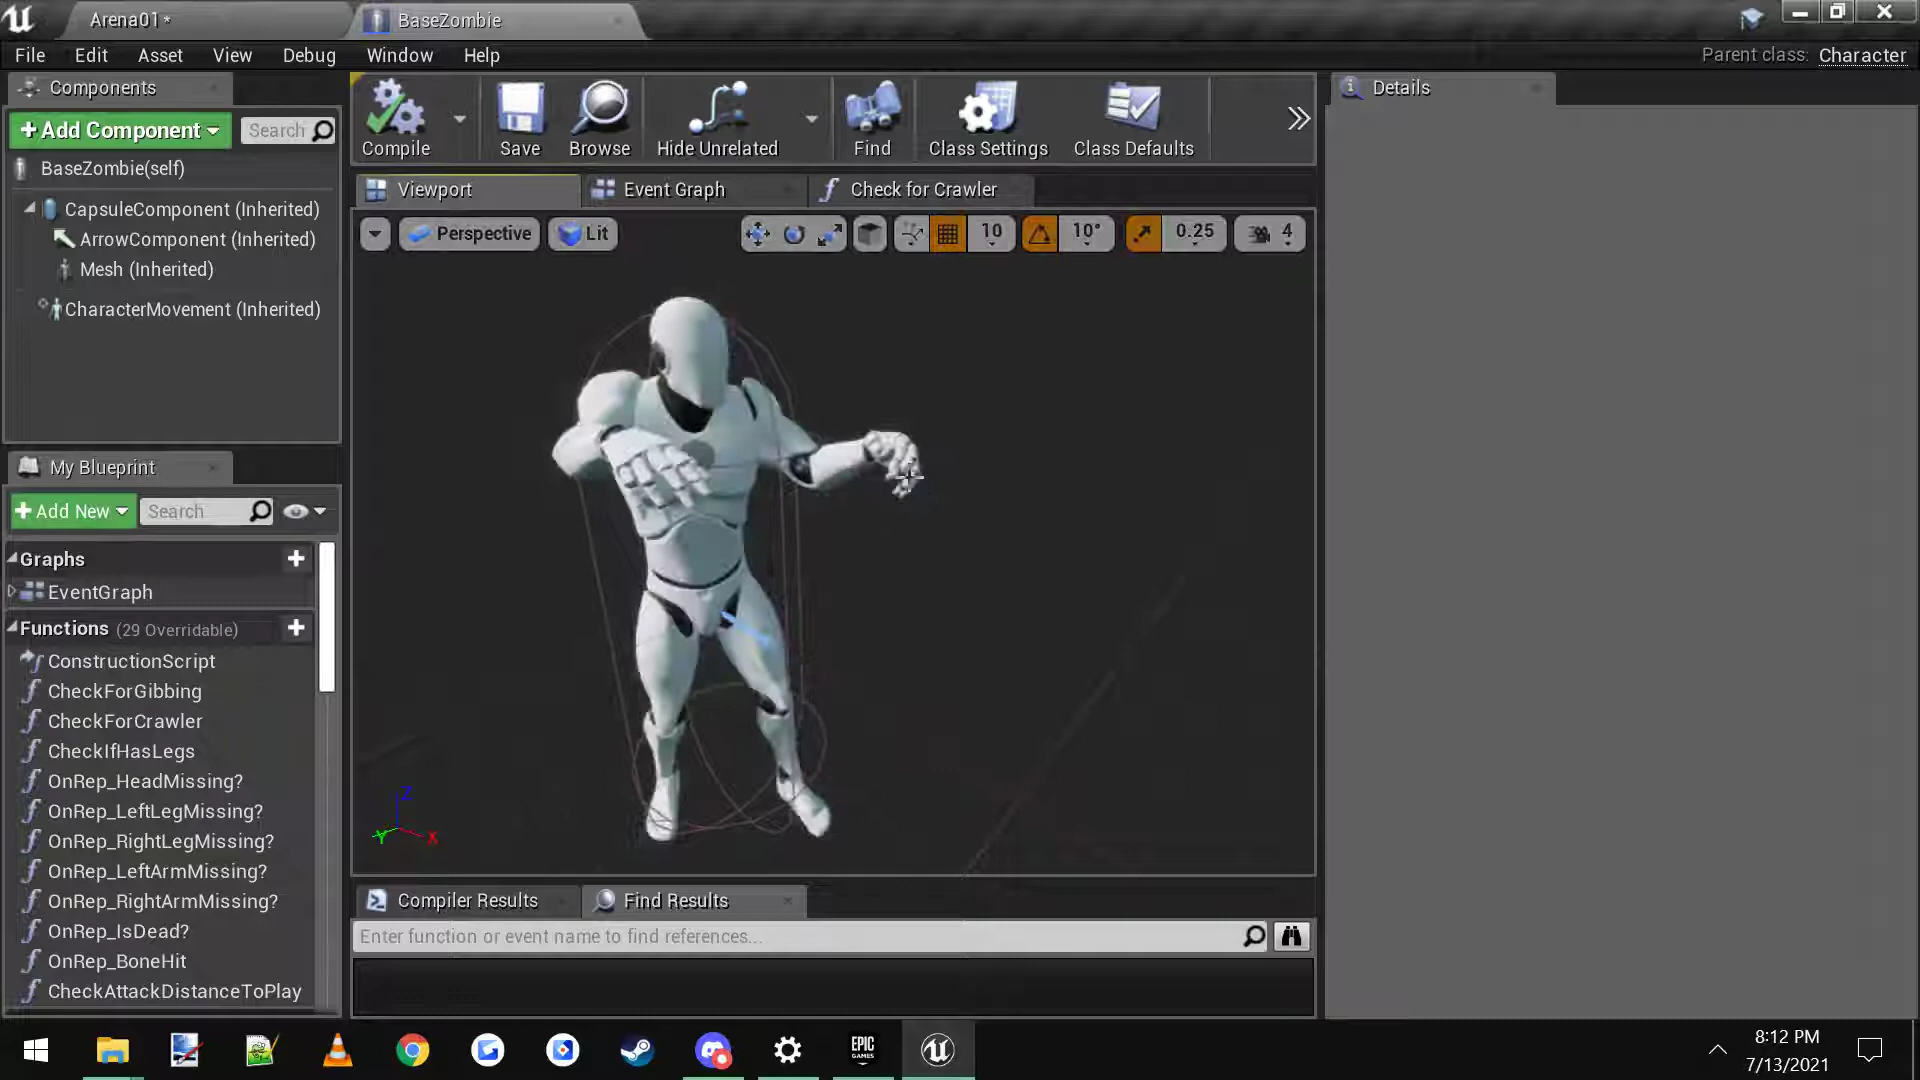 Arena01*
BaseZombie
File Edit Asset View Debug Window Help
Parent class: Character
Components
Add Component
Search
BaseZombie(self)
CapsuleComponent (Inherited)
ArrowComponent (Inherited)
Mesh (Inherited)
CharacterMovement (Inherited)
My Blueprint
Add New
Search
Graphs
EventGraph
Functions (29 Overridable)
ConstructionScript
CheckForGibbing
CheckForCrawler
CheckIfHasLegs
OnRep_HeadMissing?
OnRep_LeftLegMissing?
OnRep_RightLegMissing?
OnRep_LeftArmMissing?
OnRep_RightArmMissing?
OnRep_IsDead?
OnRep_BoneHit
CheckAttackDistanceToPlay
Compile Save Browse Hide Unrelated Find Class Settings Class Defaults
Viewport Event Graph Check for Crawler
Perspective Lit 10 10° 0.25 4
Z
Y X
Compiler Results Find Results
Enter function or event name to find references...
Details
EPIC
GAMES
8:12 PM
7/13/2021